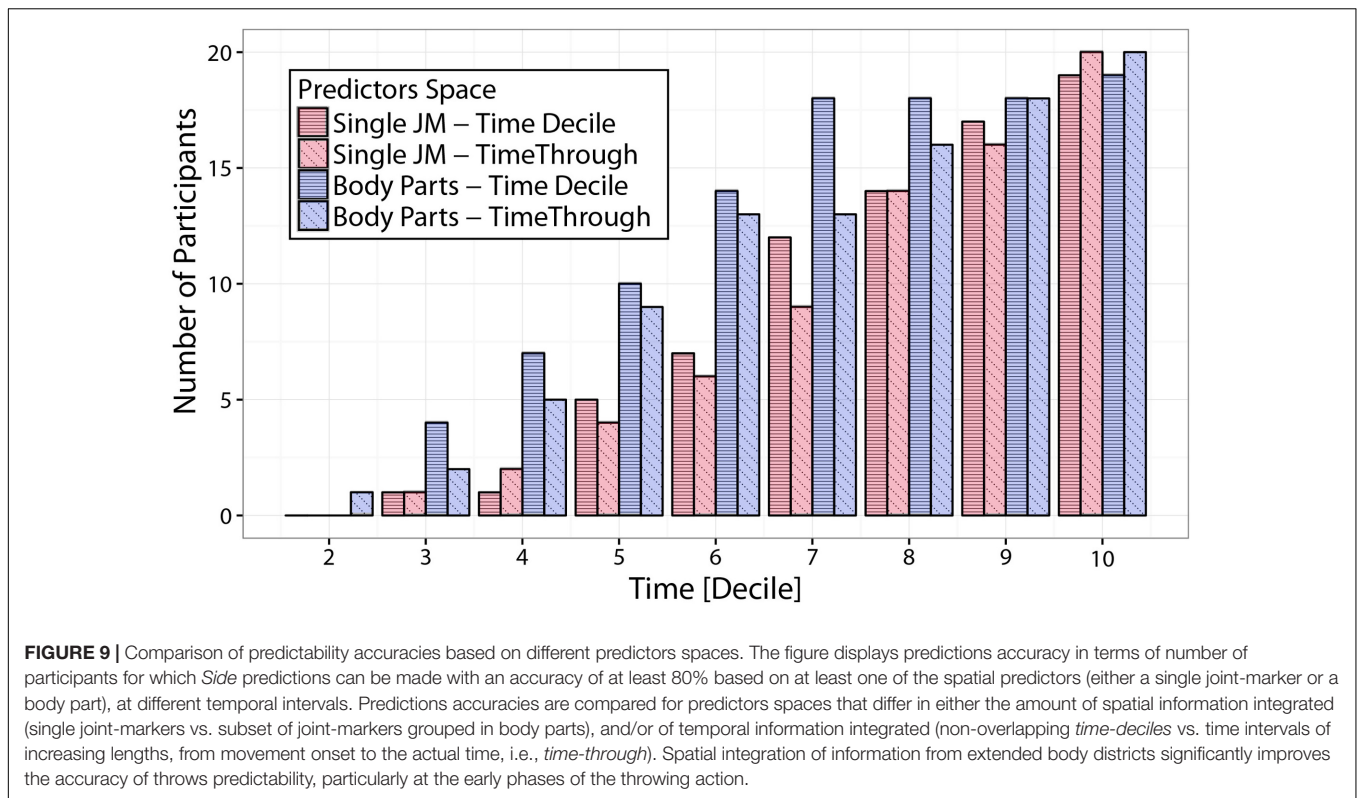 20
15
10
5
0
Number of Participants
Predictors Space
Single JM – Time Decile
Single JM – TimeThrough
Body Parts – Time Decile
Body Parts – TimeThrough
2 3 4 5 6 7 8 9 10
Time [Decile]
FIGURE 9 | Comparison of predictability accuracies based on different predictors spaces. The figure displays predictions accuracy in terms of number of
participants for which Side predictions can be made with an accuracy of at least 80% based on at least one of the spatial predictors (either a single joint-marker or a
body part), at different temporal intervals. Predictions accuracies are compared for predictors spaces that differ in either the amount of spatial information integrated
(single joint-markers vs. subset of joint-markers grouped in body parts), and/or of temporal information integrated (non-overlapping time-deciles vs. time intervals of
increasing lengths, from movement onset to the actual time, i.e., time-through). Spatial integration of information from extended body districts significantly improves
the accuracy of throws predictability, particularly at the early phases of the throwing action.